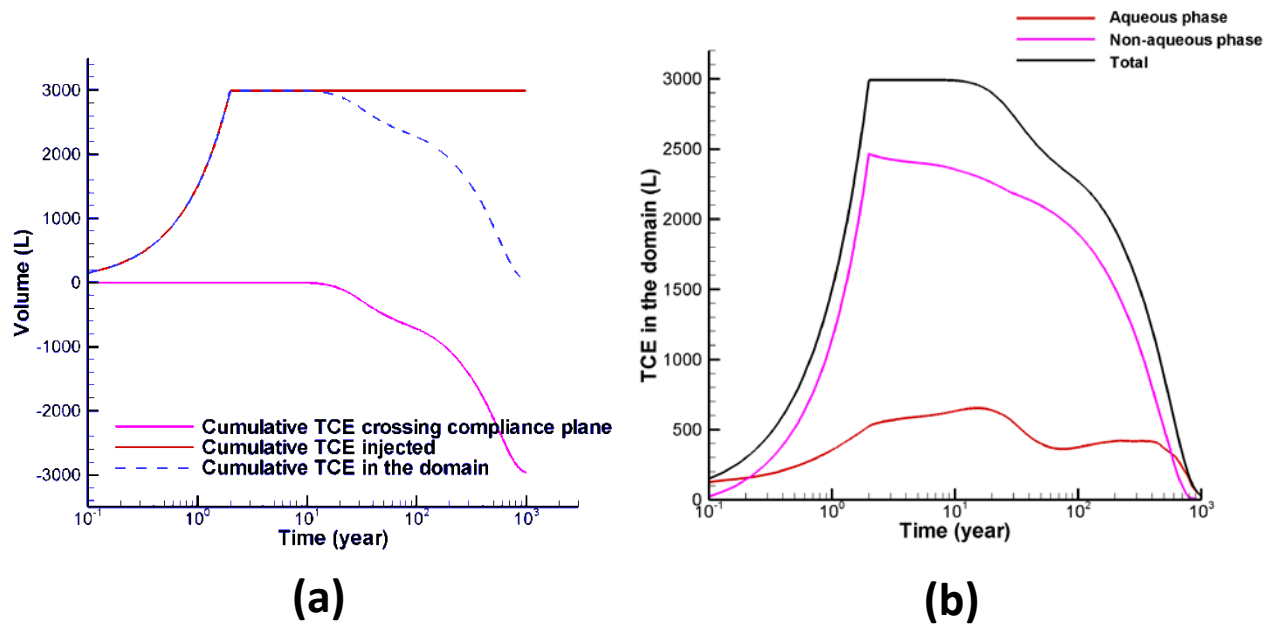 3000
2000
1000
0
-1000
-2000
-3000
Volume (L)
Cumulative TCE crossing compliance plane
Cumulative TCE injected
Cumulative TCE in the domain
10-1
100
101
102
103
Time (year)
(a)
Aqueous phase
Non-aqueous phase
Total
3000
2500
2000
1500
1000
500
0
TCE in the domain (L)
10-1
100
101
102
103
Time (year)
(b)